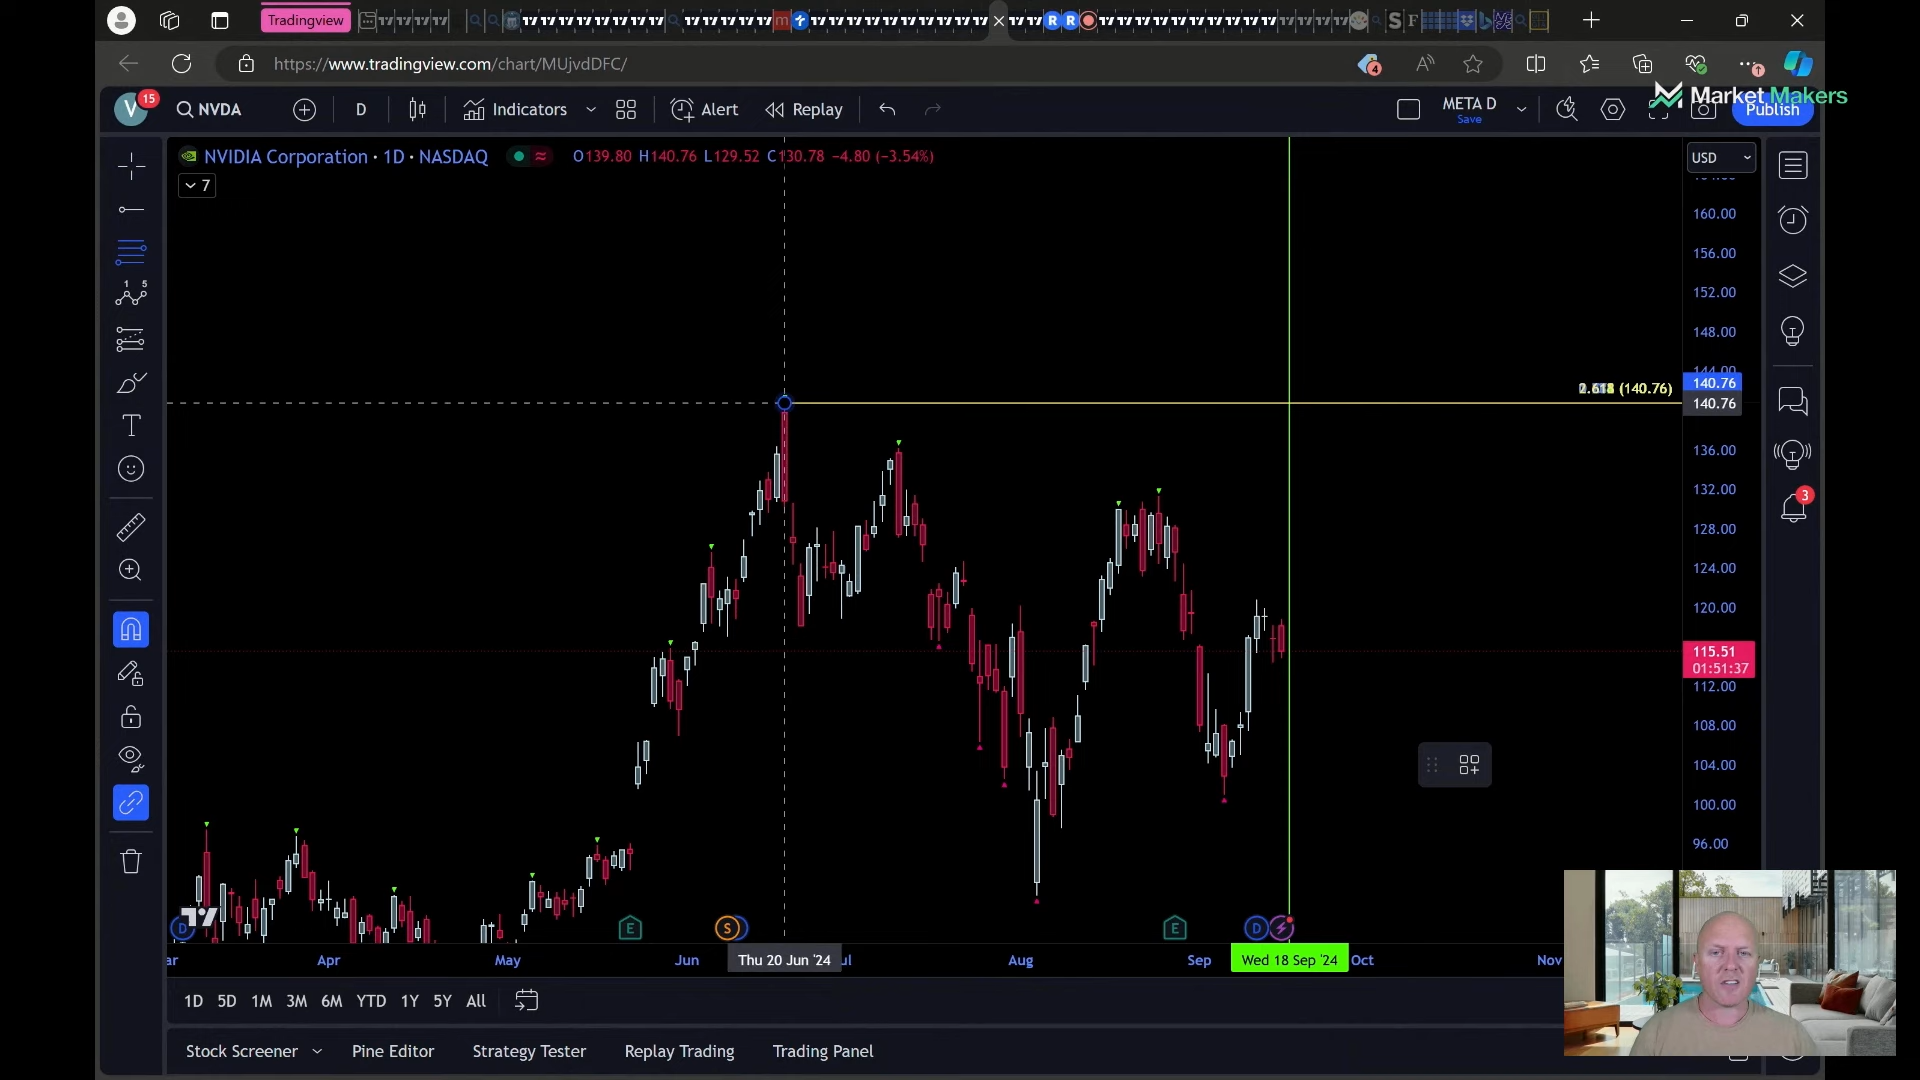 Tradingview
https://www.tradingview.com/chart/MUjvdDFC/
4
Market Makers
V
15
NVDA
D
Indicators
Alert
Replay
META D
Save
Publish
NVIDIA Corporation · 1D · NASDAQ
O139.80 H140.76 L129.52 C130.78 −4.80 (−3.54%)
7
USD
160.00
156.00
152.00
148.00
144.00
(140.76)
140.76
140.76
136.00
132.00
128.00
124.00
120.00
115.51
01:51:37
112.00
108.00
104.00
100.00
96.00
3
D
E
S
E
D
Apr
May
Jun
Thu 20 Jun '24
Aug
Sep
Wed 18 Sep '24
Oct
Nov
1D 5D 1M 3M 6M YTD 1Y 5Y All
Stock Screener
Pine Editor
Strategy Tester
Replay Trading
Trading Panel